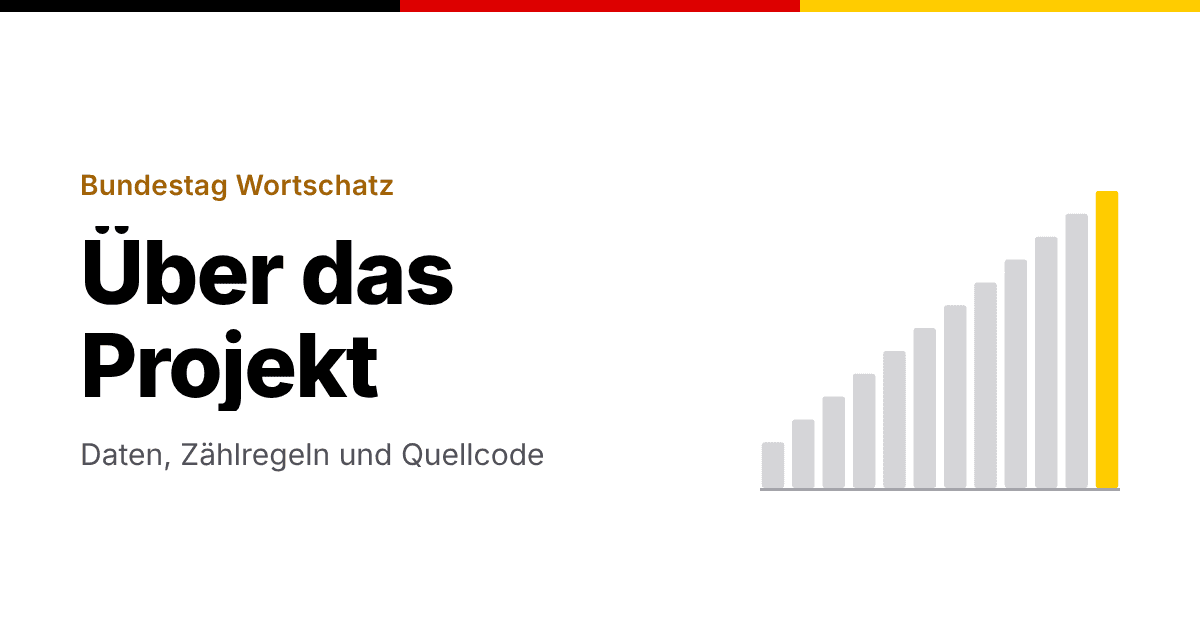 Bundestag Wortschatz
Über das
Projekt
Daten, Zählregeln und Quellcode